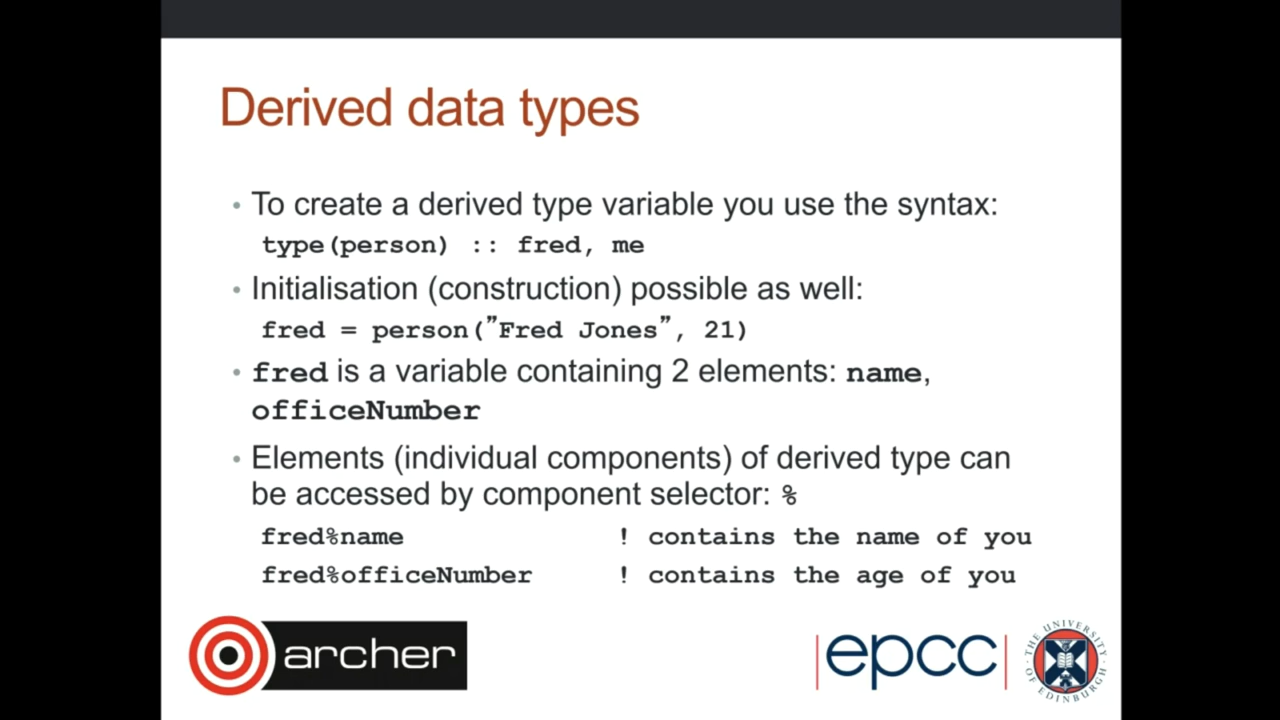 Derived data types
• To create a derived type variable you use the syntax:
type(person) :: fred, me
• Initialisation (construction) possible as well:
fred = person(”Fred Jones”, 21)
• fred is a variable containing 2 elements: name,
officeNumber
• Elements (individual components) of derived type can
be accessed by component selector: %
fred%name ! contains the name of you
fred%officeNumber ! contains the age of you
archer
epcc
THE UNIVERSITY
OF EDINBURGH